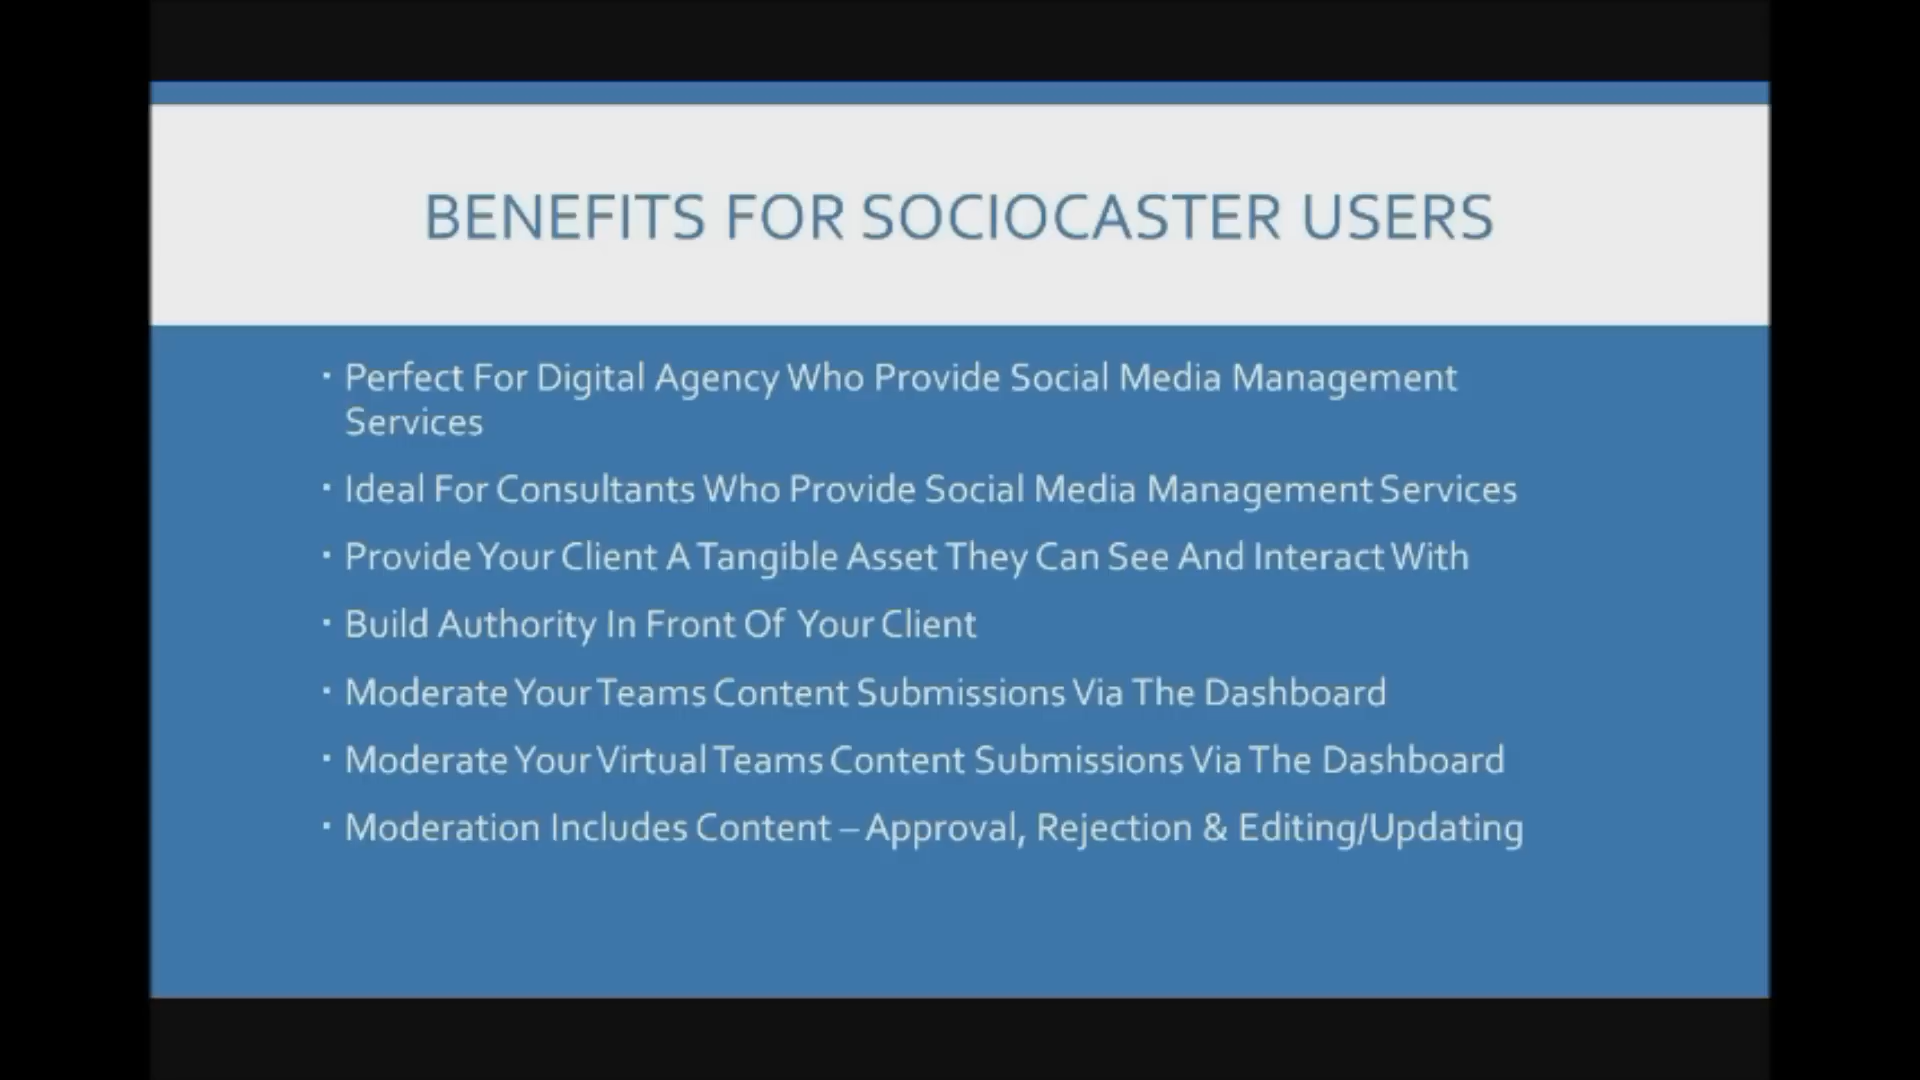 BENEFITS FOR SOCIOCASTER USERS
· Perfect For Digital Agency Who Provide Social Media Management
Services
· Ideal For Consultants Who Provide Social Media Management Services
· Provide Your Client A Tangible Asset They Can See And Interact With
· Build Authority In Front Of Your Client
· Moderate Your Teams Content Submissions Via The Dashboard
· Moderate Your Virtual Teams Content Submissions Via The Dashboard
· Moderation Includes Content – Approval, Rejection & Editing/Updating